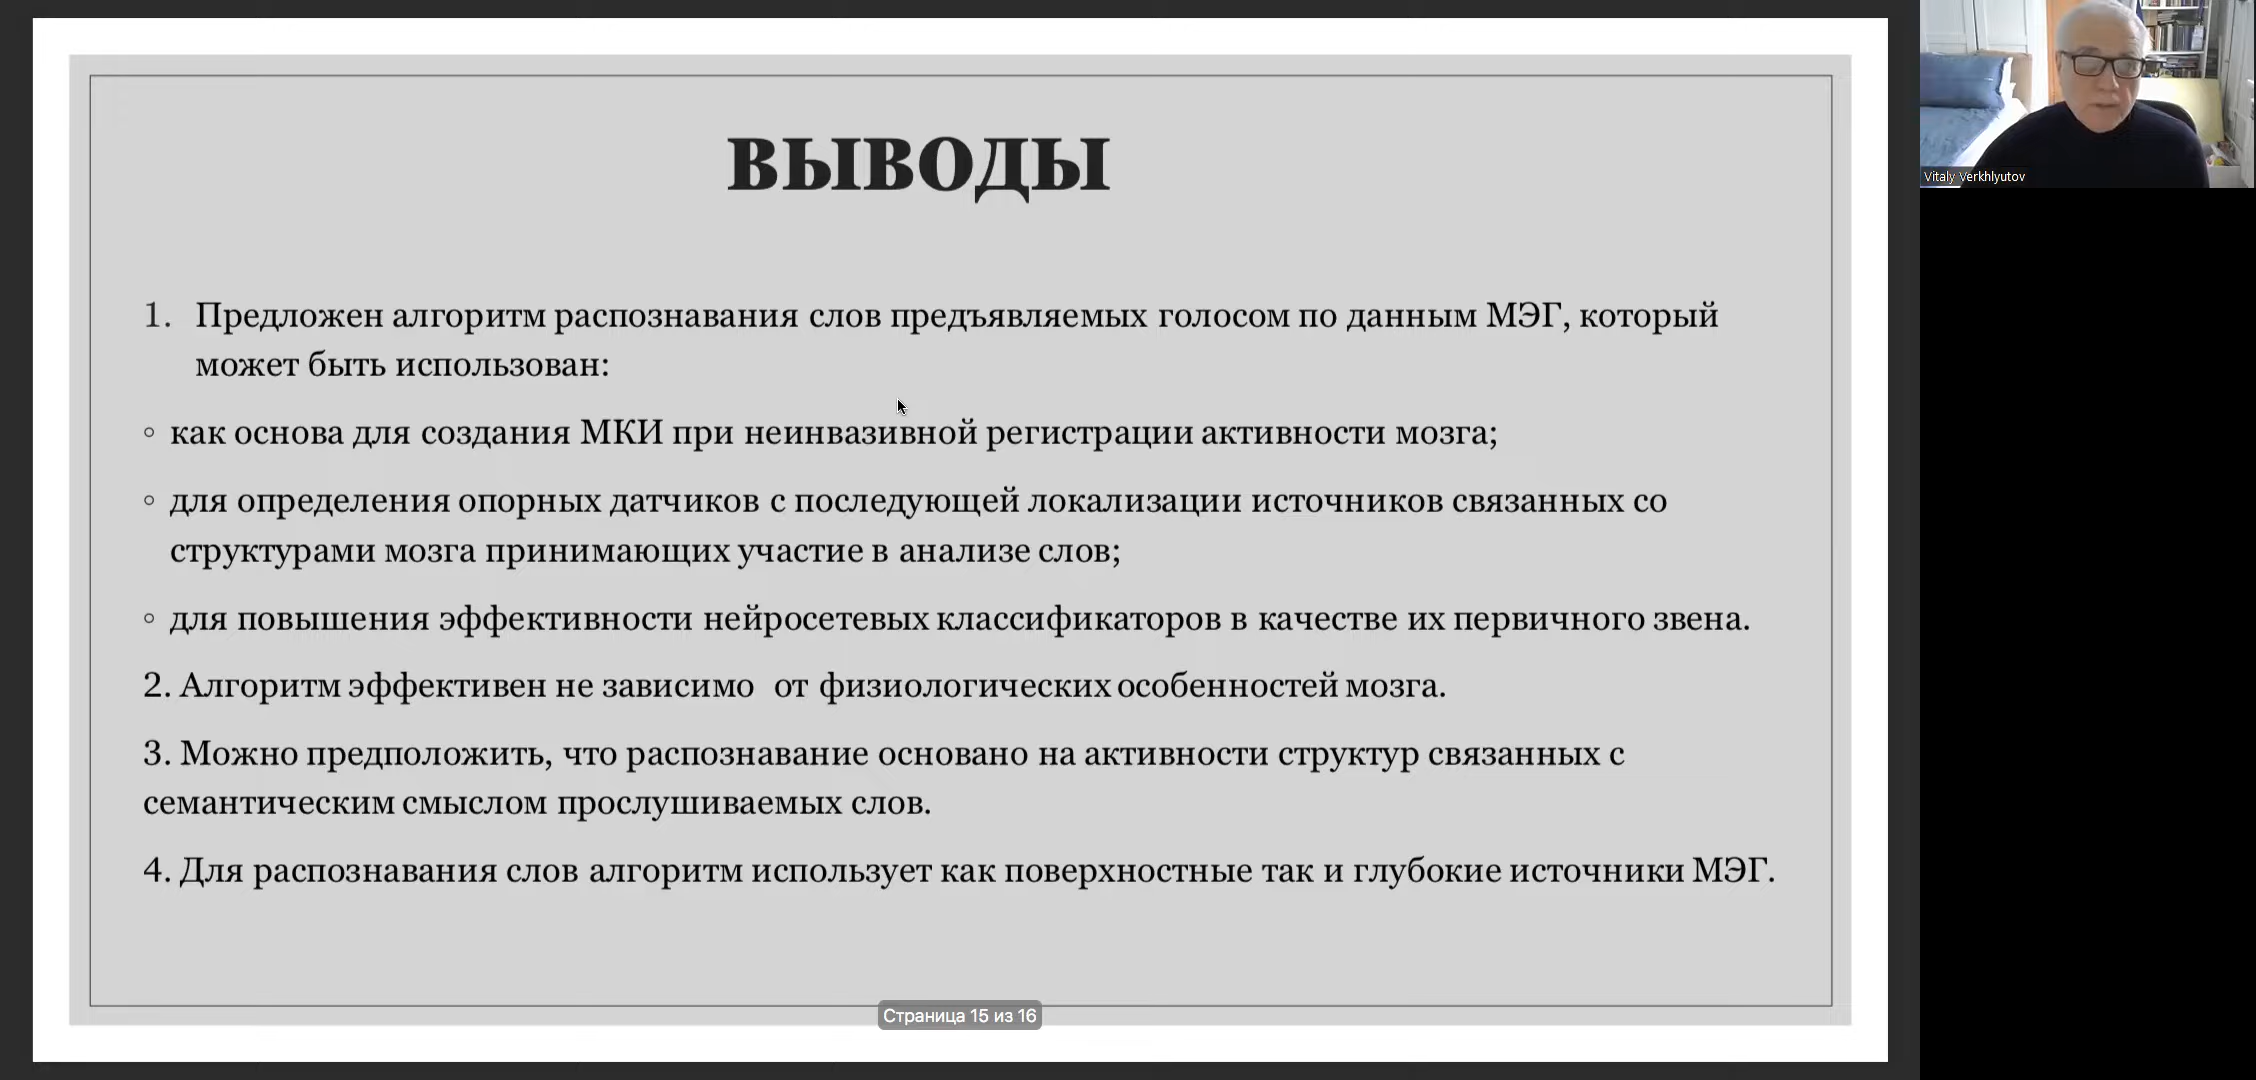 ВЫВОДЫ
1. Предложен алгоритм распознавания слов предъявляемых голосом по данным МЭГ, который
может быть использован:
◦ как основа для создания МКИ при неинвазивной регистрации активности мозга;
◦ для определения опорных датчиков с последующей локализации источников связанных со
структурами мозга принимающих участие в анализе слов;
◦ для повышения эффективности нейросетевых классификаторов в качестве их первичного звена.
2. Алгоритм эффективен не зависимо от физиологических особенностей мозга.
3. Можно предположить, что распознавание основано на активности структур связанных с
семантическим смыслом прослушиваемых слов.
4. Для распознавания слов алгоритм использует как поверхностные так и глубокие источники МЭГ.
Страница 15 из 16
Vitaly Verkhlyutov